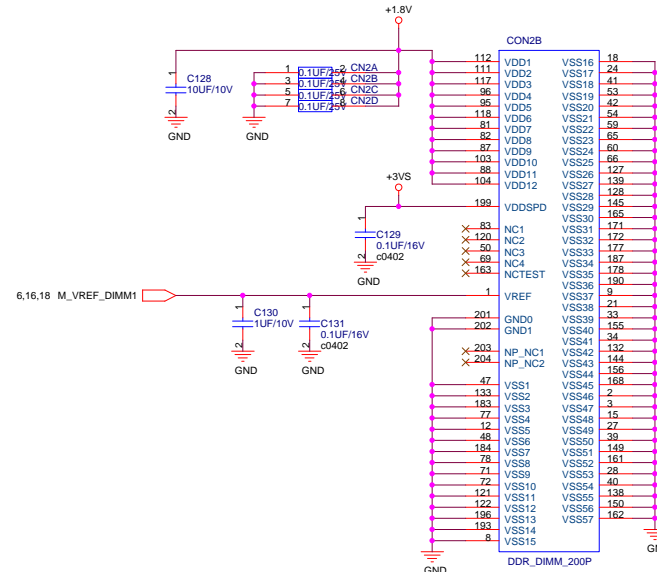 +1.8V
CON2B
C128
10UF/10V
1
2
GND
1 0.1UF/25V 2 CN2A
3 0.1UF/25V 4 CN2B
5 0.1UF/25V 6 CN2C
7 0.1UF/25V 8 CN2D
GND
112 VDD1 VSS16 18
111 VDD2 VSS17 24
117 VDD3 VSS18 41
96 VDD4 VSS19 53
95 VDD5 VSS20 42
118 VDD6 VSS21 54
81 VDD7 VSS22 59
82 VDD8 VSS23 65
87 VDD9 VSS24 60
103 VDD10 VSS25 66
88 VDD11 VSS26 127
104 VDD12 VSS27 139
VSS28 128
+3VS
199 VDDSPD VSS29 145
VSS30 165
83 NC1 VSS31 171
120 NC2 VSS32 172
50 NC3 VSS33 177
69 NC4 VSS34 187
163 NCTEST VSS35 178
VSS36 190
1
2
C129
0.1UF/16V
c0402
GND
6,16,18 M_VREF_DIMM1
1 VREF VSS37 9
VSS38 21
201 GND0 VSS39 33
202 GND1 VSS40 155
VSS41 34
203 NP_NC1 VSS42 132
204 NP_NC2 VSS43 144
VSS44 156
1
2
C130
1UF/10V
GND
1
2
C131
0.1UF/16V
c0402
GND
47 VSS1 VSS45 168
133 VSS2 VSS46 2
183 VSS3 VSS47 3
77 VSS4 VSS48 15
12 VSS5 VSS49 27
48 VSS6 VSS50 39
184 VSS7 VSS51 149
78 VSS8 VSS52 161
71 VSS9 VSS53 28
72 VSS10 VSS54 40
121 VSS11 VSS55 138
122 VSS12 VSS56 150
196 VSS13 VSS57 162
193 VSS14
8 VSS15
GND
DDR_DIMM_200P